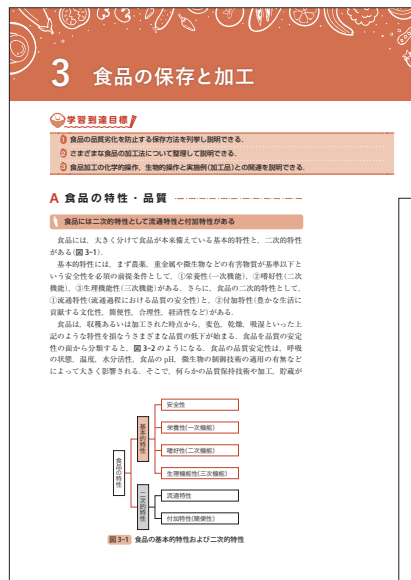 3 食品の保存と加工
学習到達目標
1 食品の品質劣化を防止する保存方法を列挙し説明できる.
2 さまざまな食品の加工法について整理して説明できる.
3 食品加工の化学的操作、生物的操作と実施例(加工品)との関連を説明できる.
A 食品の特性・品質
食品には二次的特性として流通特性と付加特性がある
食品には，大きく分けて食品が本来備えている基本的特性と，二次的特性
がある(図3-1).
基本的特性には，まず農薬，重金属や微生物などの有害物質が基準以下と
いう安全性を必須の前提条件として，①栄養性(一次機能)，②嗜好性(二次
機能)，③生理機能性(三次機能)がある．さらに，食品の二次的特性として，
①流通特性(流通過程における品質の安全性)と，②付加特性(豊かな生活に
貢献する文化性，簡便性，合理性，経済性など)がある．
食品は，収穫あるいは加工された時点から，変色，乾燥，吸湿といった上
記のような特性を損なうさまざまな品質の低下が始まる．食品を品質の安定
性の面から分類すると，図3-2のようになる．食品の品質安定性は，呼吸
の状態，温度，水分活性，食品のpH，微生物の制御技術の適用の有無など
によって大きく影響される．そこで，何らかの品質保持技術や加工，貯蔵が
食品の特性
基本的特性
安全性
栄養性(一次機能)
嗜好性(二次機能)
生理機能性(三次機能)
二次的特性
流通特性
付加特性(簡便性)
図3-1 食品の基本的特性および二次的特性